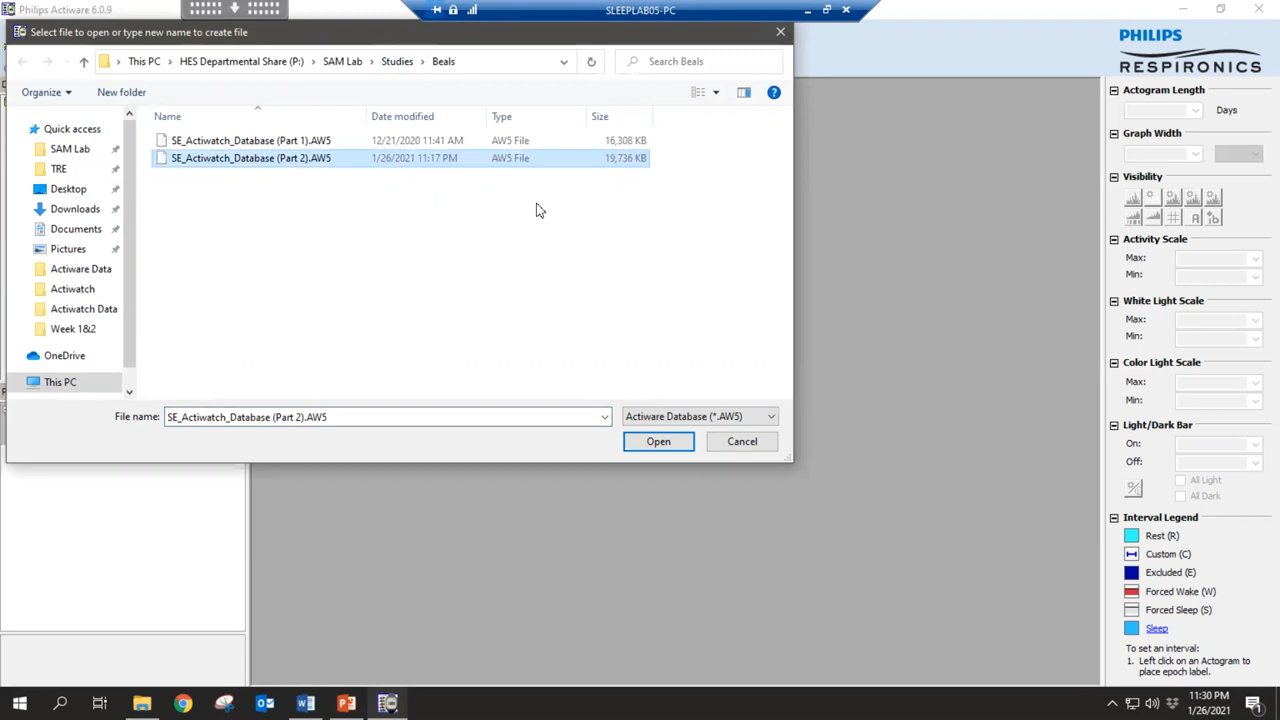 Philips Actiware 6.0.9
SLEEPLAB05-PC
Select file to open or type new name to create file
This PC > HES Departmental Share (P:) > SAM Lab > Studies > Beals
Search Beals
Organize
New folder
Name
Date modified
Type
Size
SE_Actiwatch_Database (Part 1).AW5
12/21/2020 11:41 AM
AW5 File
16,308 KB
SE_Actiwatch_Database (Part 2).AW5
1/26/2021 11:17 PM
AW5 File
19,736 KB
Quick access
SAM Lab
TRE
Desktop
Downloads
Documents
Pictures
Actiware Data
Actiwatch
Actiwatch Data
Week 1&2
OneDrive
This PC
File name:
SE_Actiwatch_Database (Part 2).AW5
Actiware Database (*.AW5)
Open
Cancel
PHILIPS
RESPIRONICS
Actogram Length
Days
Graph Width
Visibility
Activity Scale
Max:
Min:
White Light Scale
Max:
Min:
Color Light Scale
Max:
Min:
Light/Dark Bar
On:
Off:
All Light
All Dark
Interval Legend
Rest (R)
Custom (C)
Excluded (E)
Forced Wake (W)
Forced Sleep (S)
Sleep
To set an interval:
1. Left click on an Actogram to
place epoch label.
11:30 PM
1/26/2021